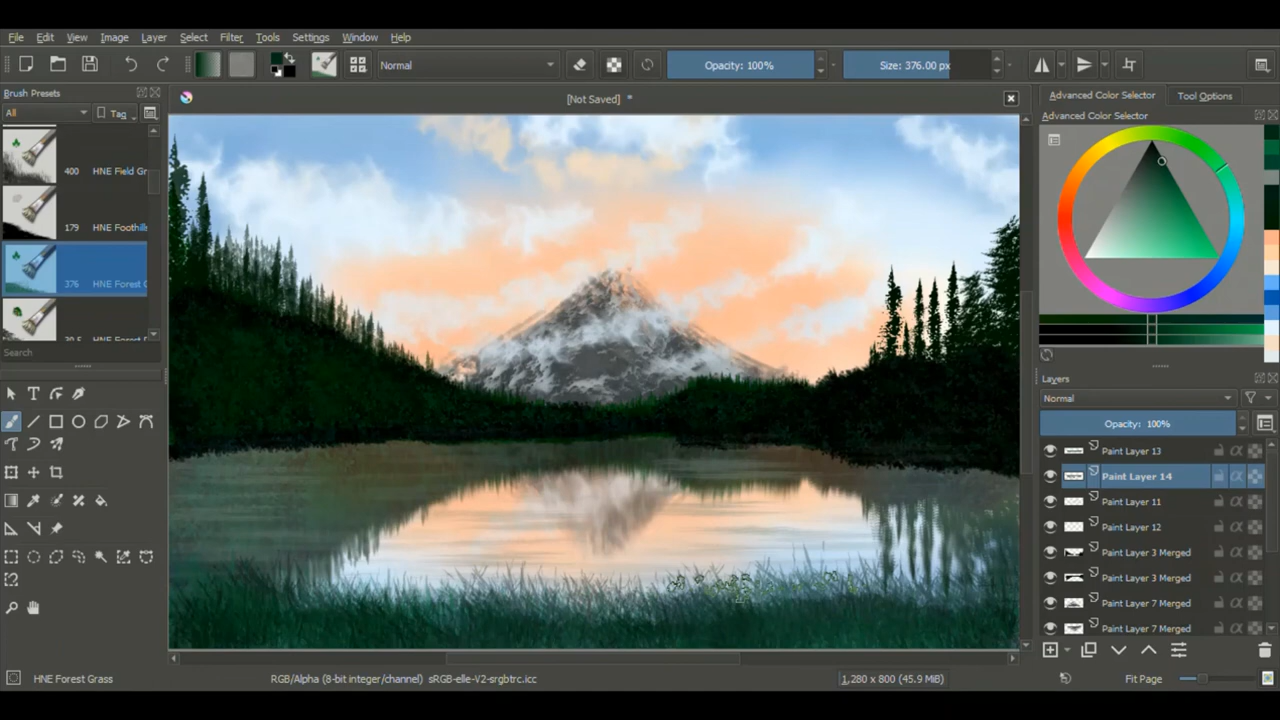 File Edit View Image Layer Select Filter Tools Settings Window Help
Normal Opacity: 100% Size: 376.00 px
Brush Presets
[Not Saved] *
Advanced Color Selector Tool Options
All Tag
Advanced Color Selector
400 HNE Field Gr
179 HNE Foothill
376 HNE Forest
Search
Layers
Normal
Opacity: 100%
Paint Layer 13
Paint Layer 14
Paint Layer 11
Paint Layer 12
Paint Layer 3 Merged
Paint Layer 3 Merged
Paint Layer 7 Merged
Paint Layer 7 Merged
HNE Forest Grass RGB/Alpha (8-bit integer/channel) sRGB-elle-V2-srgbtrc.icc 1,280 x 800 (45.9 MiB) Fit Page